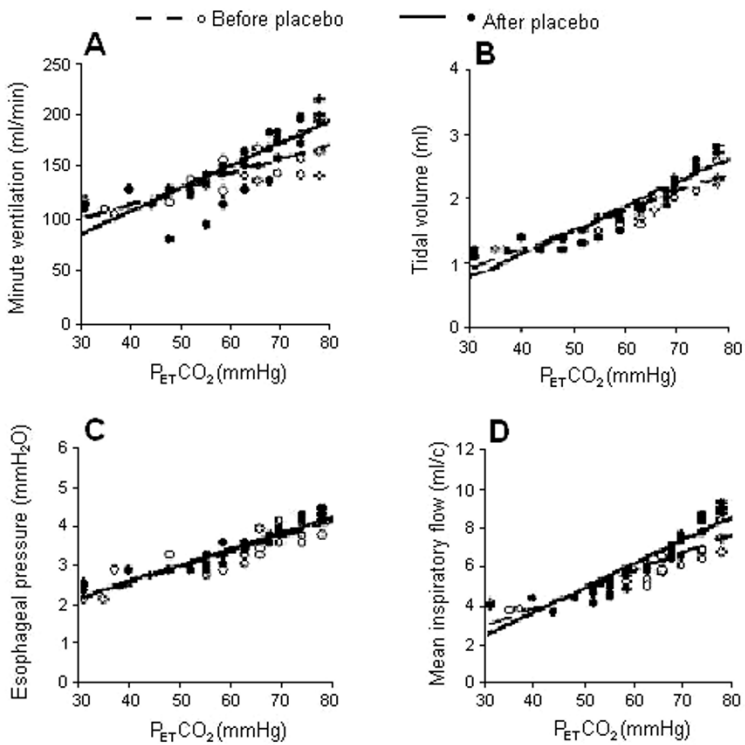 Before placebo
After placebo
A
Minute ventilation (ml/min)
250
200
150
100
50
0
30 40 50 60 70 80
PETCO2 (mmHg)
B
Tidal volume (ml)
4
3
2
1
0
30 40 50 60 70 80
PETCO2 (mmHg)
C
Esophageal pressure (mmH2O)
6
5
4
3
2
1
0
30 40 50 60 70 80
PETCO2 (mmHg)
D
Mean inspiratory flow (ml/c)
12
10
8
6
4
2
0
30 40 50 60 70 80
PETCO2 (mmHg)